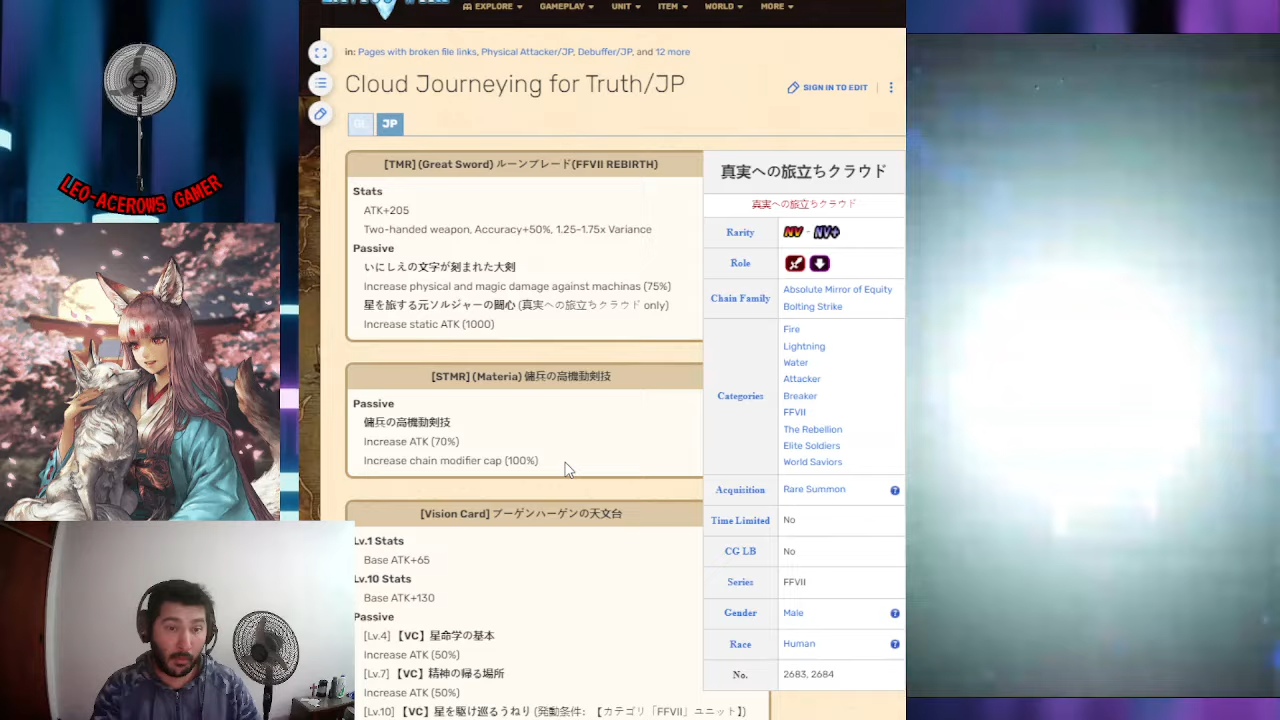 EXPLORE
GAMEPLAY
UNIT
ITEM
WORLD
MORE
in: Pages with broken file links, Physical Attacker/JP, Debuffer/JP, and 12 more
Cloud Journeying for Truth/JP
SIGN IN TO EDIT
GL
JP
LEO-ACEROWS GAMER
[TMR] (Great Sword) ルーンブレード(FFVII REBIRTH)
Stats
ATK+205
Two-handed weapon, Accuracy+50%, 1.25-1.75x Variance
Passive
いにしえの文字が刻まれた大剣
Increase physical and magic damage against machinas (75%)
星を旅する元ソルジャーの闘心 (真実への旅立ちクラウド only)
Increase static ATK (1000)
[STMR] (Materia) 傭兵の高機動剣技
Passive
傭兵の高機動剣技
Increase ATK (70%)
Increase chain modifier cap (100%)
[Vision Card] ブーゲンハーゲンの天文台
Lv.1 Stats
Base ATK+65
Lv.10 Stats
Base ATK+130
Passive
[Lv.4] 【VC】星命学の基本
Increase ATK (50%)
[Lv.7] 【VC】精神の帰る場所
Increase ATK (50%)
[Lv.10] 【VC】星を駆け巡るうねり (発動条件: 【カテゴリ「FFVII」ユニット】)
真実への旅立ちクラウド
真実への旅立ちクラウド
Rarity NV - NV+
Role
Chain Family Absolute Mirror of Equity
Bolting Strike
Categories Fire
Lightning
Water
Attacker
Breaker
FFVII
The Rebellion
Elite Soldiers
World Saviors
Acquisition Rare Summon ?
Time Limited No
CG LB No
Series FFVII
Gender Male ?
Race Human ?
No. 2683, 2684